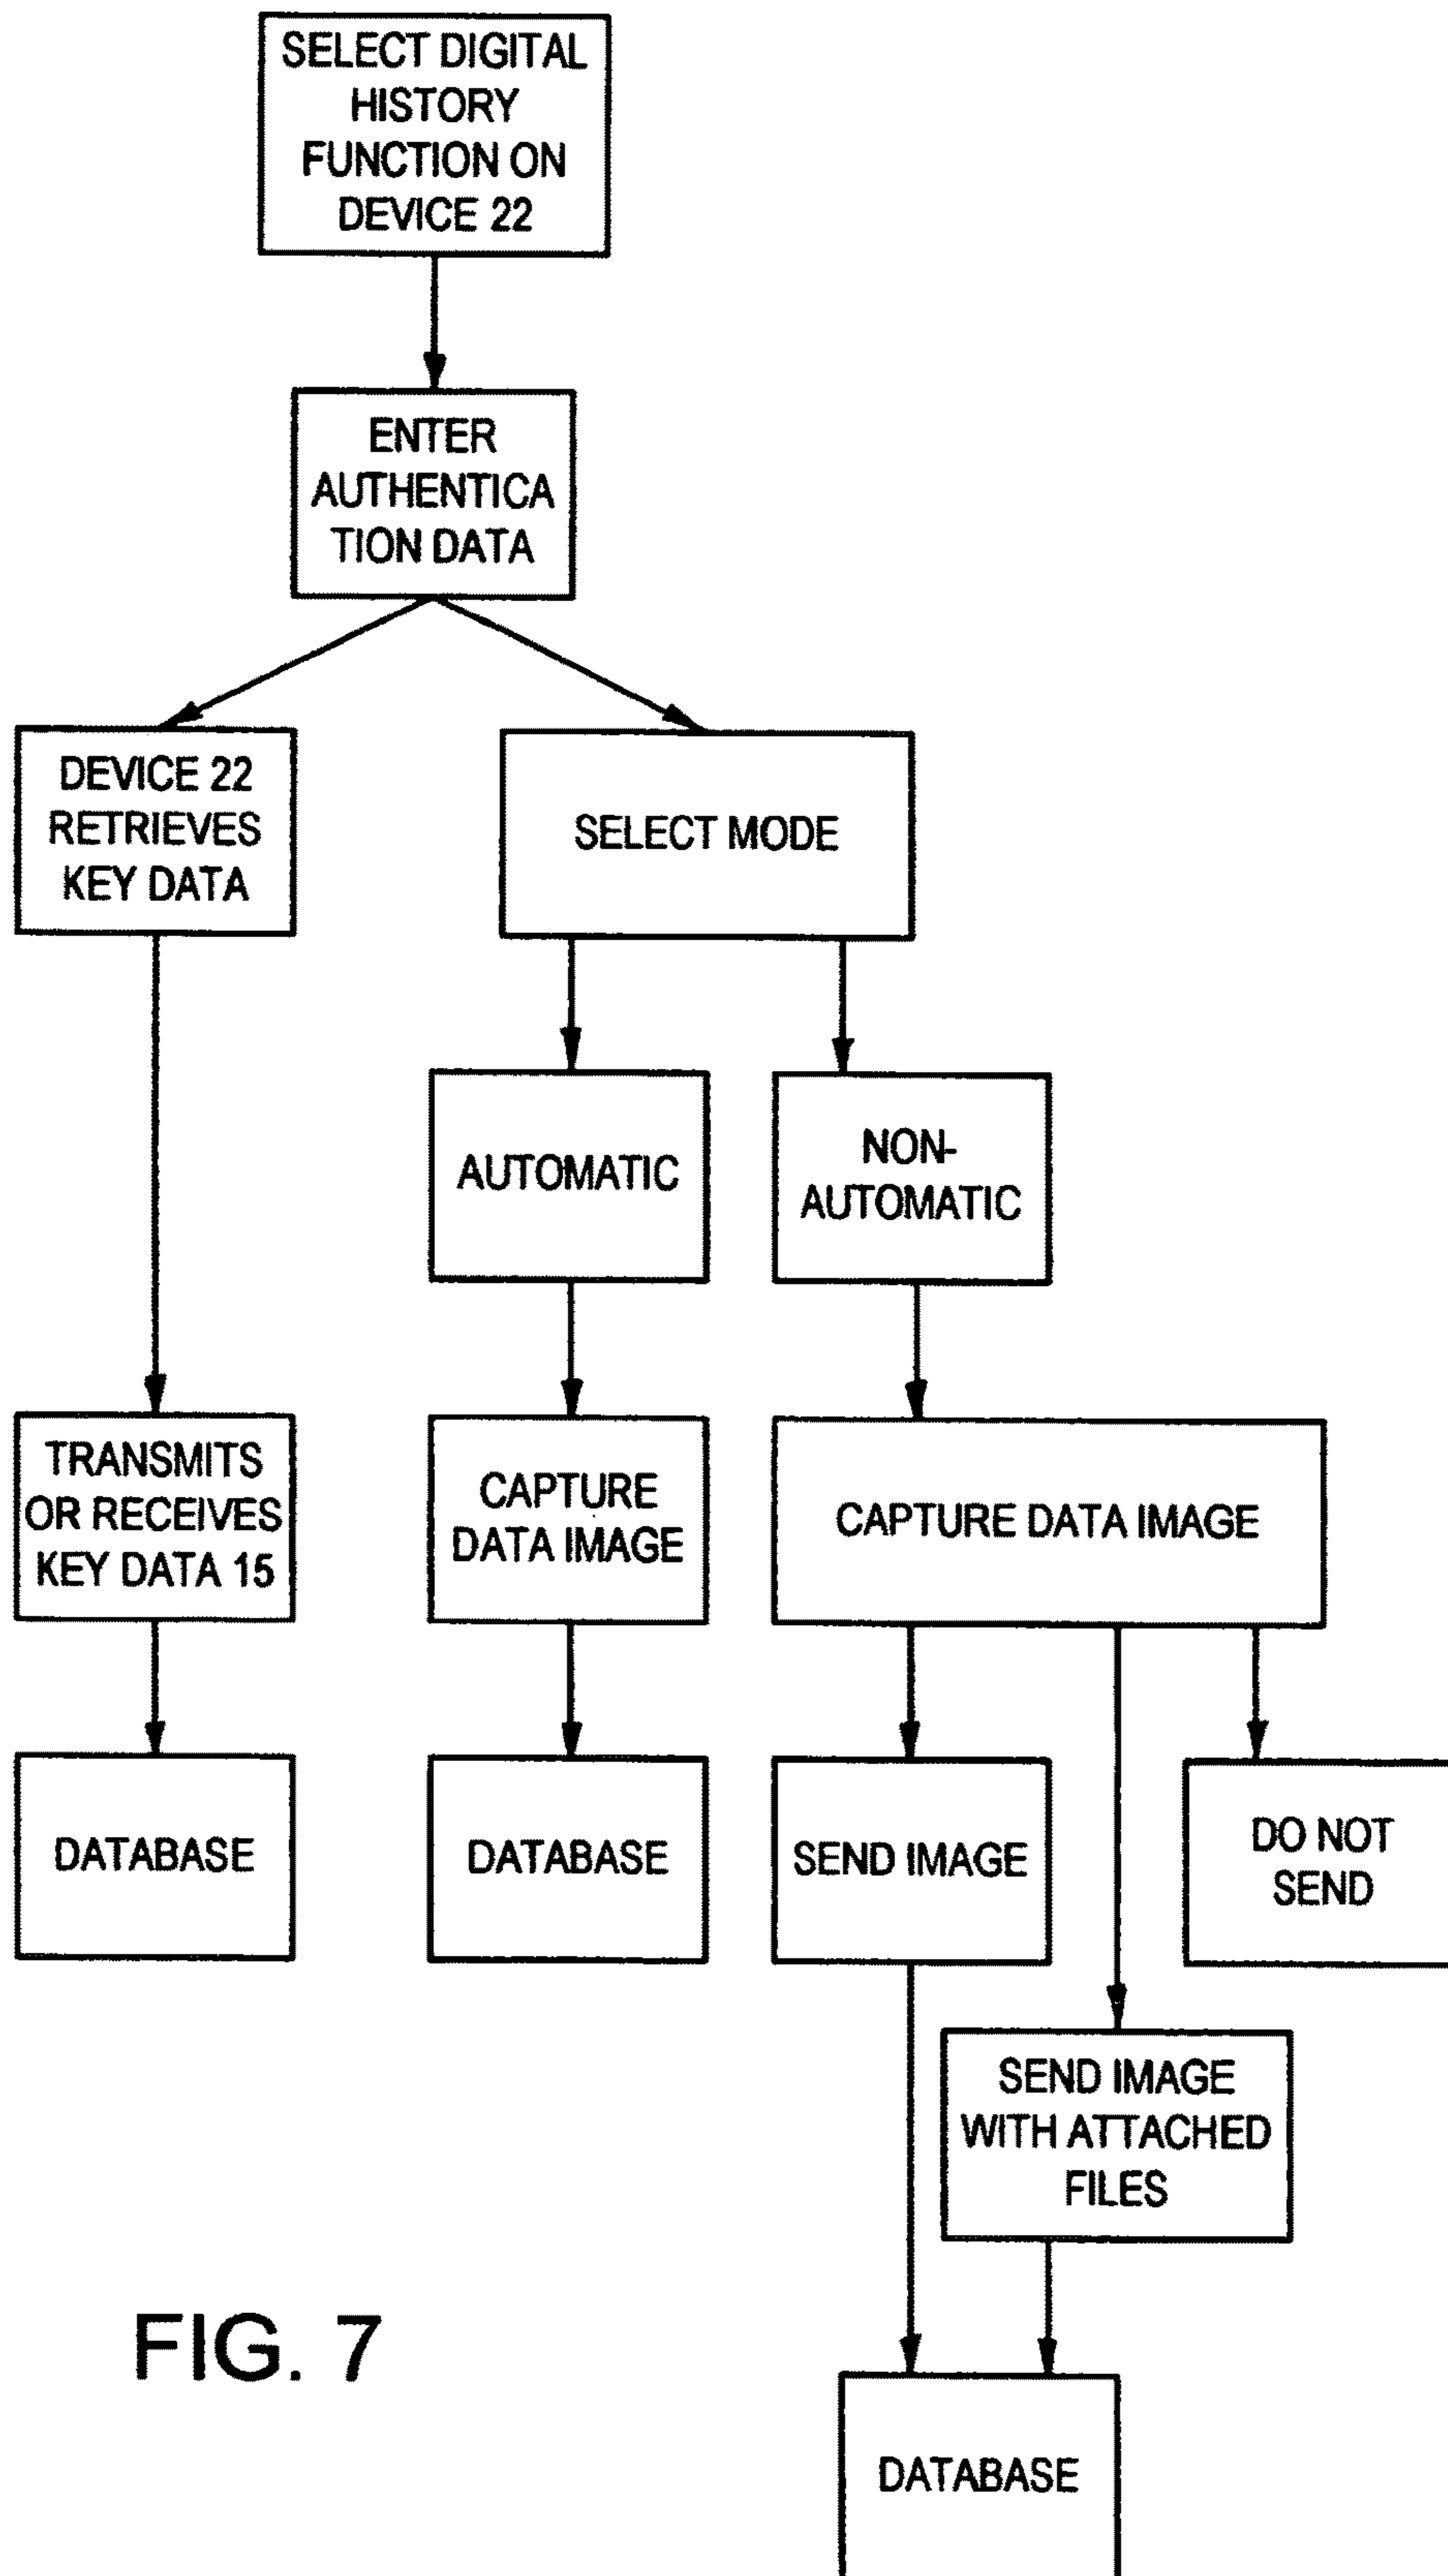 SELECT DIGITAL
HISTORY
FUNCTION ON
DEVICE 22
ENTER
AUTHENTICA
TION DATA
DEVICE 22
RETRIEVES
KEY DATA
SELECT MODE
AUTOMATIC
NON-
AUTOMATIC
TRANSMITS
OR RECEIVES
KEY DATA 15
CAPTURE
DATA IMAGE
CAPTURE DATA IMAGE
DATABASE
DATABASE
SEND IMAGE
DO NOT
SEND
SEND IMAGE
WITH ATTACHED
FILES
FIG. 7
DATABASE